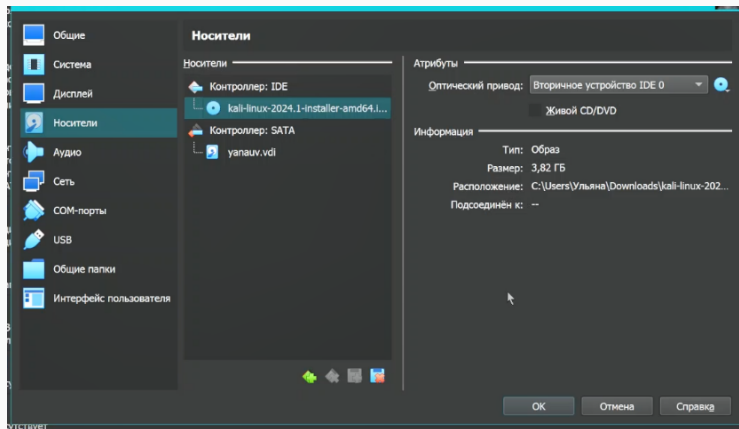 Общие
Система
Дисплей
Носители
Аудио
Сеть
COM-порты
USB
Общие папки
Интерфейс пользователя
Носители
Носители
Контроллер: IDE
kali-linux-2024.1-installer-amd64.i...
Контроллер: SATA
yanauv.vdi
Атрибуты
Оптический привод: Вторичное устройство IDE 0
Живой CD/DVD
Информация
Тип: Образ
Размер: 3,82 ГБ
Расположение: C:\Users\Ульяна\Downloads\kali-linux-202...
Подсоединён к: --
ОК Отмена Справка